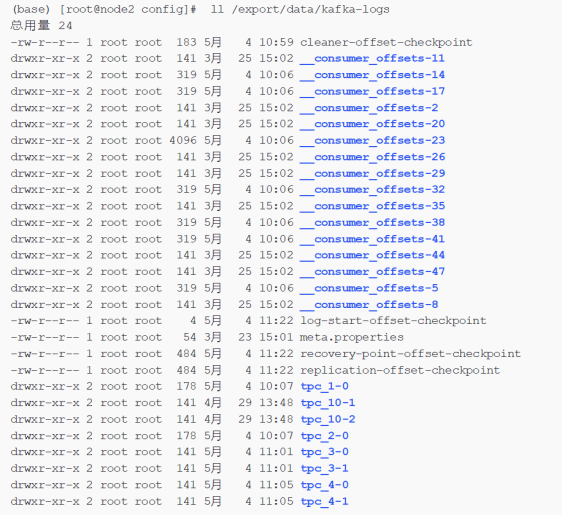 (base) [root@node2 config]# ll /export/data/kafka-logs
总用量 24
-rw-r--r-- 1 root root 183 5月 4 10:59 cleaner-offset-checkpoint
drwxr-xr-x 2 root root 141 3月 25 15:02 __consumer_offsets-11
drwxr-xr-x 2 root root 319 5月 4 10:06 __consumer_offsets-14
drwxr-xr-x 2 root root 319 5月 4 10:06 __consumer_offsets-17
drwxr-xr-x 2 root root 141 3月 25 15:02 __consumer_offsets-2
drwxr-xr-x 2 root root 141 3月 25 15:02 __consumer_offsets-20
drwxr-xr-x 2 root root 4096 5月 4 10:06 __consumer_offsets-23
drwxr-xr-x 2 root root 141 3月 25 15:02 __consumer_offsets-26
drwxr-xr-x 2 root root 141 3月 25 15:02 __consumer_offsets-29
drwxr-xr-x 2 root root 319 5月 4 10:06 __consumer_offsets-32
drwxr-xr-x 2 root root 141 3月 25 15:02 __consumer_offsets-35
drwxr-xr-x 2 root root 319 5月 4 10:06 __consumer_offsets-38
drwxr-xr-x 2 root root 319 5月 4 10:06 __consumer_offsets-41
drwxr-xr-x 2 root root 141 3月 25 15:02 __consumer_offsets-44
drwxr-xr-x 2 root root 141 3月 25 15:02 __consumer_offsets-47
drwxr-xr-x 2 root root 319 5月 4 10:06 __consumer_offsets-5
drwxr-xr-x 2 root root 141 3月 25 15:02 __consumer_offsets-8
-rw-r--r-- 1 root root 4 5月 4 11:22 log-start-offset-checkpoint
-rw-r--r-- 1 root root 54 3月 23 15:01 meta.properties
-rw-r--r-- 1 root root 484 5月 4 11:22 recovery-point-offset-checkpoint
-rw-r--r-- 1 root root 484 5月 4 11:22 replication-offset-checkpoint
drwxr-xr-x 2 root root 178 5月 4 10:07 tpc_1-0
drwxr-xr-x 2 root root 141 4月 29 13:48 tpc_10-1
drwxr-xr-x 2 root root 141 4月 29 13:48 tpc_10-2
drwxr-xr-x 2 root root 178 5月 4 10:07 tpc_2-0
drwxr-xr-x 2 root root 141 5月 4 11:01 tpc_3-0
drwxr-xr-x 2 root root 141 5月 4 11:01 tpc_3-1
drwxr-xr-x 2 root root 141 5月 4 11:05 tpc_4-0
drwxr-xr-x 2 root root 141 5月 4 11:05 tpc_4-1